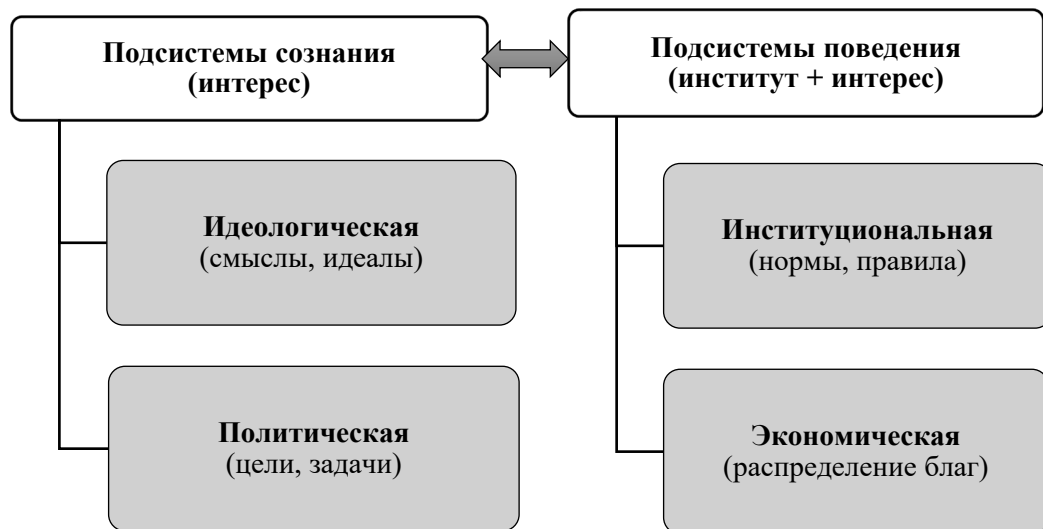 Подсистемы сознания
(интерес)
Подсистемы поведения
(институт + интерес)
Идеологическая
(смыслы, идеалы)
Институциональная
(нормы, правила)
Политическая
(цели, задачи)
Экономическая
(распределение благ)